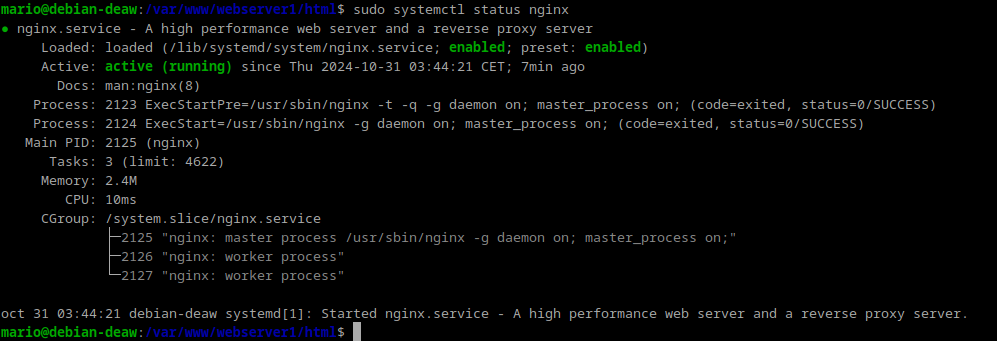 mario@debian-deaw:/var/www/webserver1/html$ sudo systemctl status nginx
● nginx.service - A high performance web server and a reverse proxy server
     Loaded: loaded (/lib/systemd/system/nginx.service; enabled; preset: enabled)
     Active: active (running) since Thu 2024-10-31 03:44:21 CET; 7min ago
       Docs: man:nginx(8)
    Process: 2123 ExecStartPre=/usr/sbin/nginx -t -q -g daemon on; master_process on; (code=exited, status=0/SUCCESS)
    Process: 2124 ExecStart=/usr/sbin/nginx -g daemon on; master_process on; (code=exited, status=0/SUCCESS)
   Main PID: 2125 (nginx)
      Tasks: 3 (limit: 4622)
     Memory: 2.4M
        CPU: 10ms
     CGroup: /system.slice/nginx.service
             ├─2125 "nginx: master process /usr/sbin/nginx -g daemon on; master_process on;"
             ├─2126 "nginx: worker process"
             └─2127 "nginx: worker process"

oct 31 03:44:21 debian-deaw systemd[1]: Started nginx.service - A high performance web server and a reverse proxy server.
mario@debian-deaw:/var/www/webserver1/html$